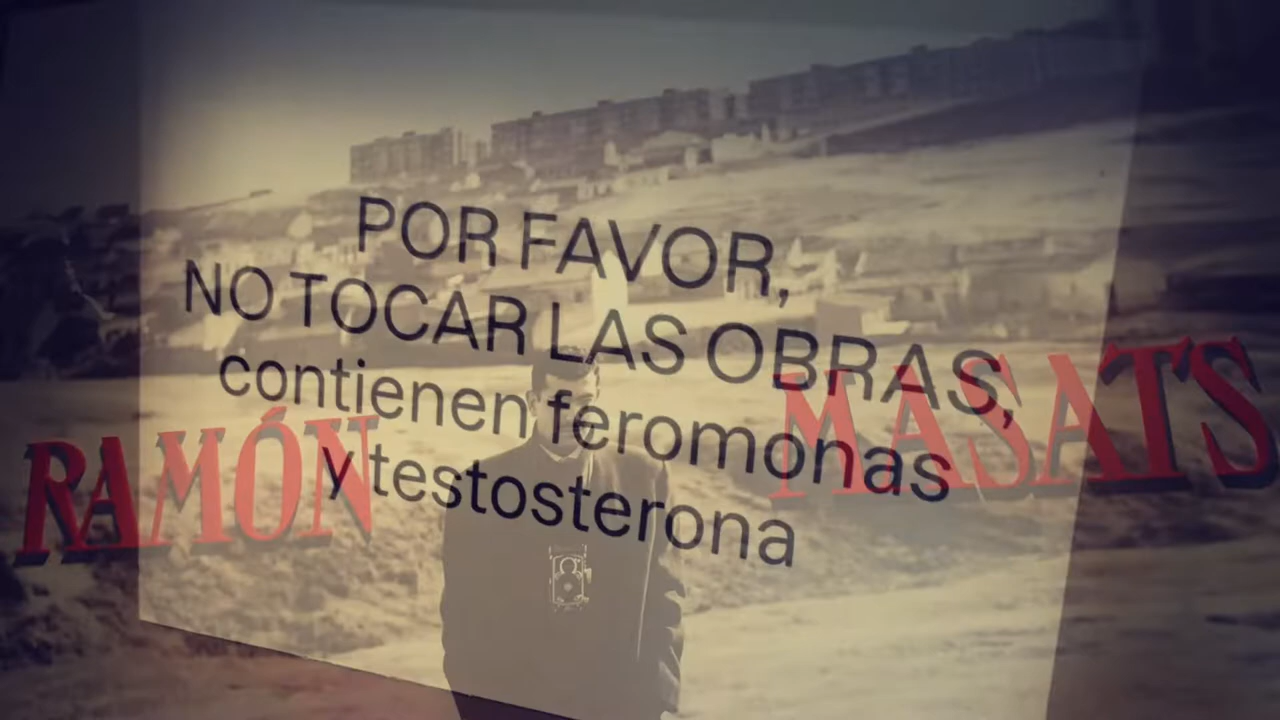 POR FAVOR,
NO TOCAR LAS OBRAS,
contienen feromonas
y testosterona
RAMÓN MASATS